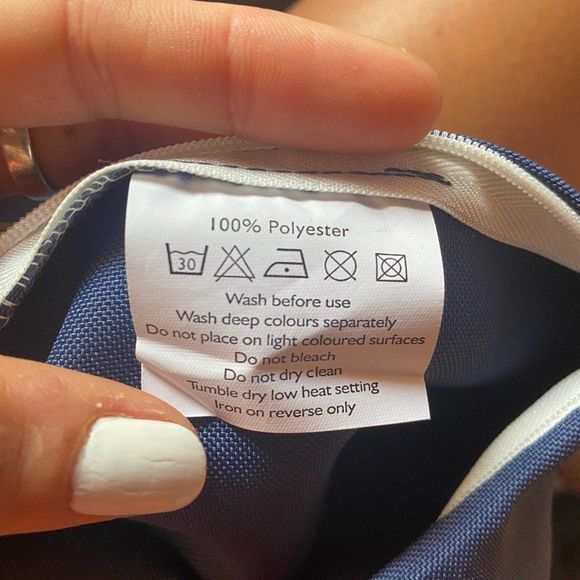 100% Polyester
30
Wash before use
Wash deep colours separately
Do not place on light coloured surfaces
Do not bleach
Do not dry clean
Tumble dry low heat setting
Iron on reverse only